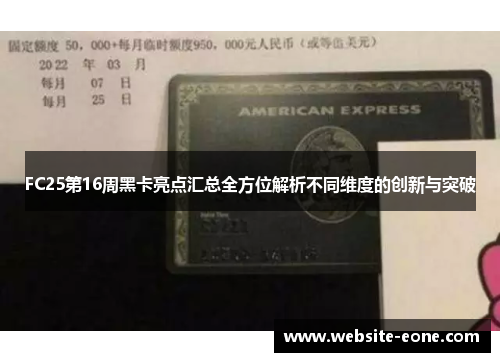 固定额度 50,000+每月临时额度950,000元人民币(或等值美元)
2022 年 03 月
每月 07 日
每月 25 日
AMERICAN EXPRESS
FC25第16周黑卡亮点汇总全方位解析不同维度的创新与突破
www.website-eone.com